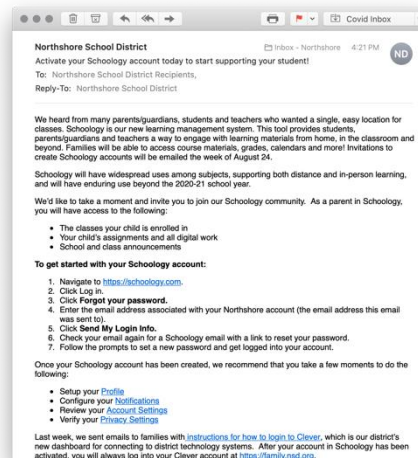 Covid Inbox
Northshore School District
Inbox - Northshore 4:21 PM
ND
Activate your Schoology account today to start supporting your student!
To: Northshore School District Recipients,
Reply-To: Northshore School District
We heard from many parents/guardians, students and teachers who wanted a single, easy location for
classes. Schoology is our new learning management system. This tool provides students,
parents/guardians and teachers a way to engage with learning materials from home, in the classroom and
beyond. Families will be able to access course materials, grades, calendars and more! Invitations to
create Schoology accounts will be emailed the week of August 24.
Schoology will have widespread uses among subjects, supporting both distance and in-person learning,
and will have enduring use beyond the 2020-21 school year.
We'd like to take a moment and invite you to join our Schoology community. As a parent in Schoology,
you will have access to the following:
• The classes your child is enrolled in
• Your child's assignments and all digital work
• School and class announcements
To get started with your Schoology account:
1. Navigate to https://schoology.com.
2. Click Log in.
3. Click Forgot your password.
4. Enter the email address associated with your Northshore account (the email address this email
was sent to).
5. Click Send My Login Info.
6. Check your email again for a Schoology email with a link to reset your password.
7. Follow the prompts to set a new password and get logged into your account.
Once your Schoology account has been created, we recommend that you take a few moments to do the
following:
• Setup your Profile
• Configure your Notifications
• Review your Account Settings
• Verify your Privacy Settings
Last week, we sent emails to families with instructions for how to login to Clever, which is our district's
new dashboard for connecting to district technology systems. After your account in Schoology has been
activated, you will always log into your Clever account at https://family.nsd.org.